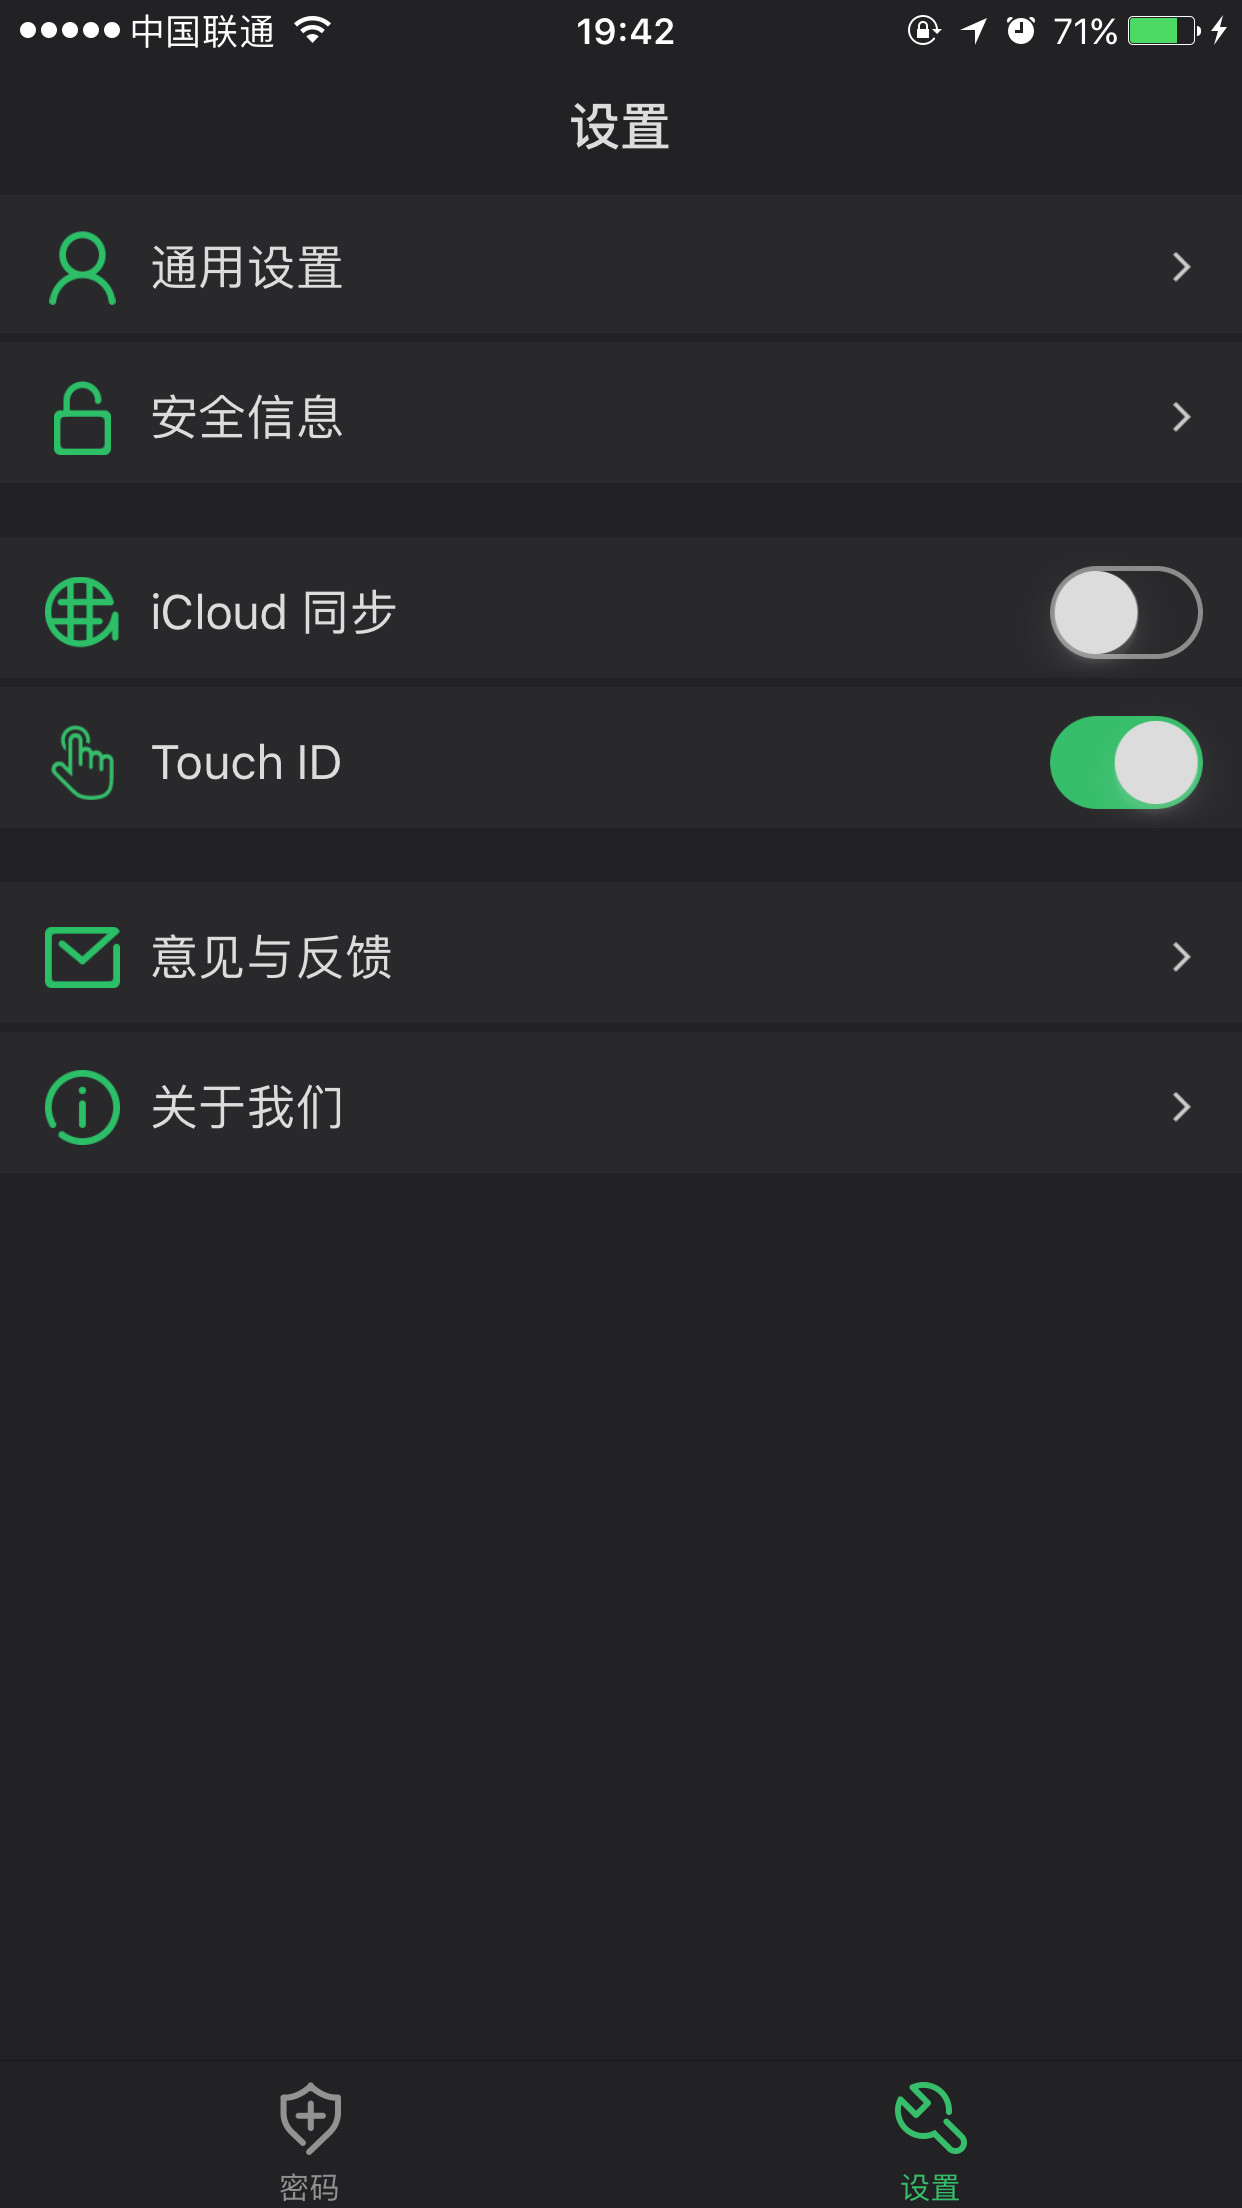 中国联通 19:42 71%
设置
通用设置
安全信息
iCloud 同步
Touch ID
意见与反馈
关于我们
密码 设置